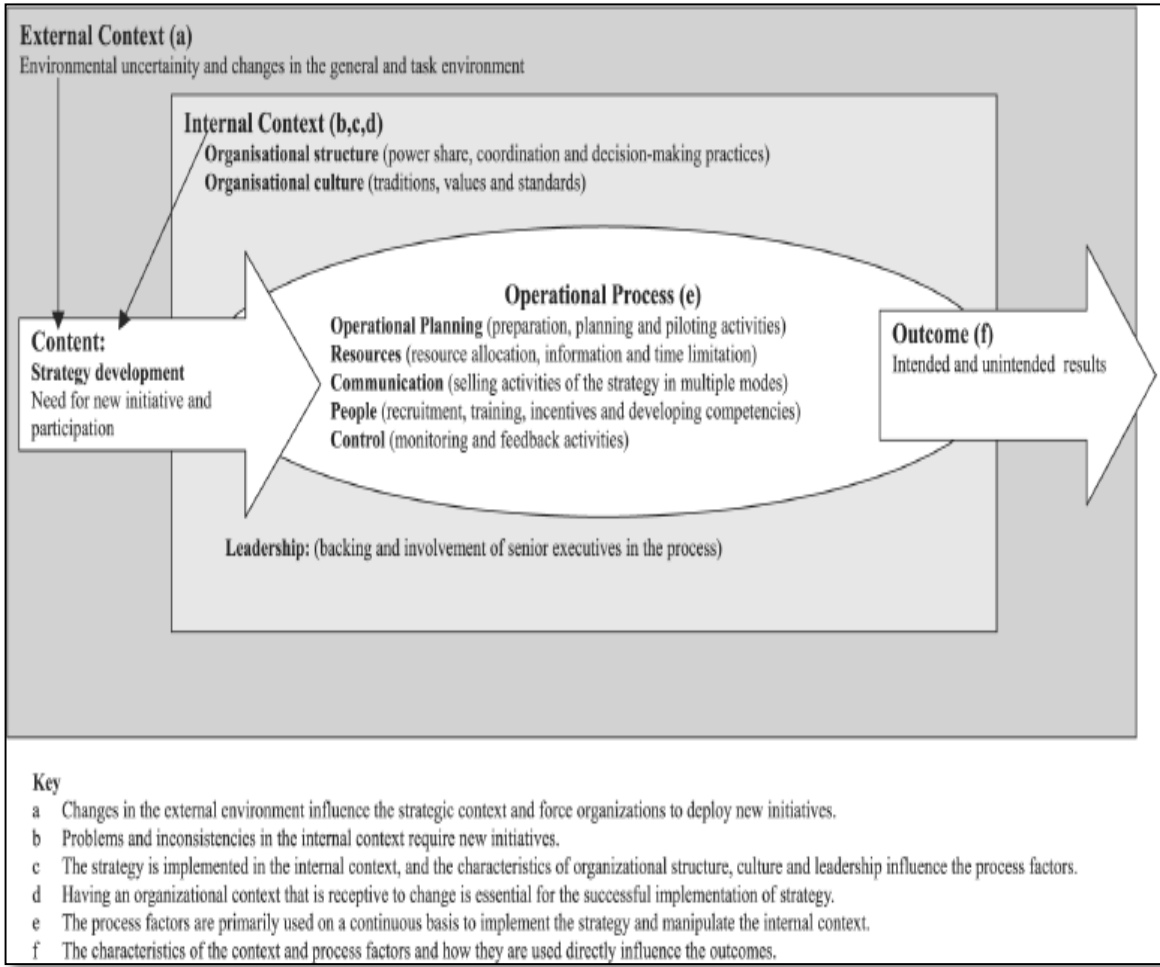 External Context (a)
Environmental uncertainity and changes in the general and task environment
Internal Context (b,c,d)
Organisational structure (power share, coordination and decision-making practices)
Organisational culture (traditions, values and standards)
Operational Process (e)
Operational Planning (preparation, planning and piloting activities)
Resources (resource allocation, information and time limitation)
Communication (selling activities of the strategy in multiple modes)
People (recruitment, training, incentives and developing competencies)
Control (monitoring and feedback activities)
Content:
Strategy development
Need for new initiative and
participation
Outcome (f)
Intended and unintended results
Leadership: (backing and involvement of senior executives in the process)
Key
a Changes in the external environment influence the strategic context and force organizations to deploy new initiatives.
b Problems and inconsistencies in the internal context require new initiatives.
c The strategy is implemented in the internal context, and the characteristics of organizational structure, culture and leadership influence the process factors.
d Having an organizational context that is receptive to change is essential for the successful implementation of strategy.
e The process factors are primarily used on a continuous basis to implement the strategy and manipulate the internal context.
f The characteristics of the context and process factors and how they are used directly influence the outcomes.